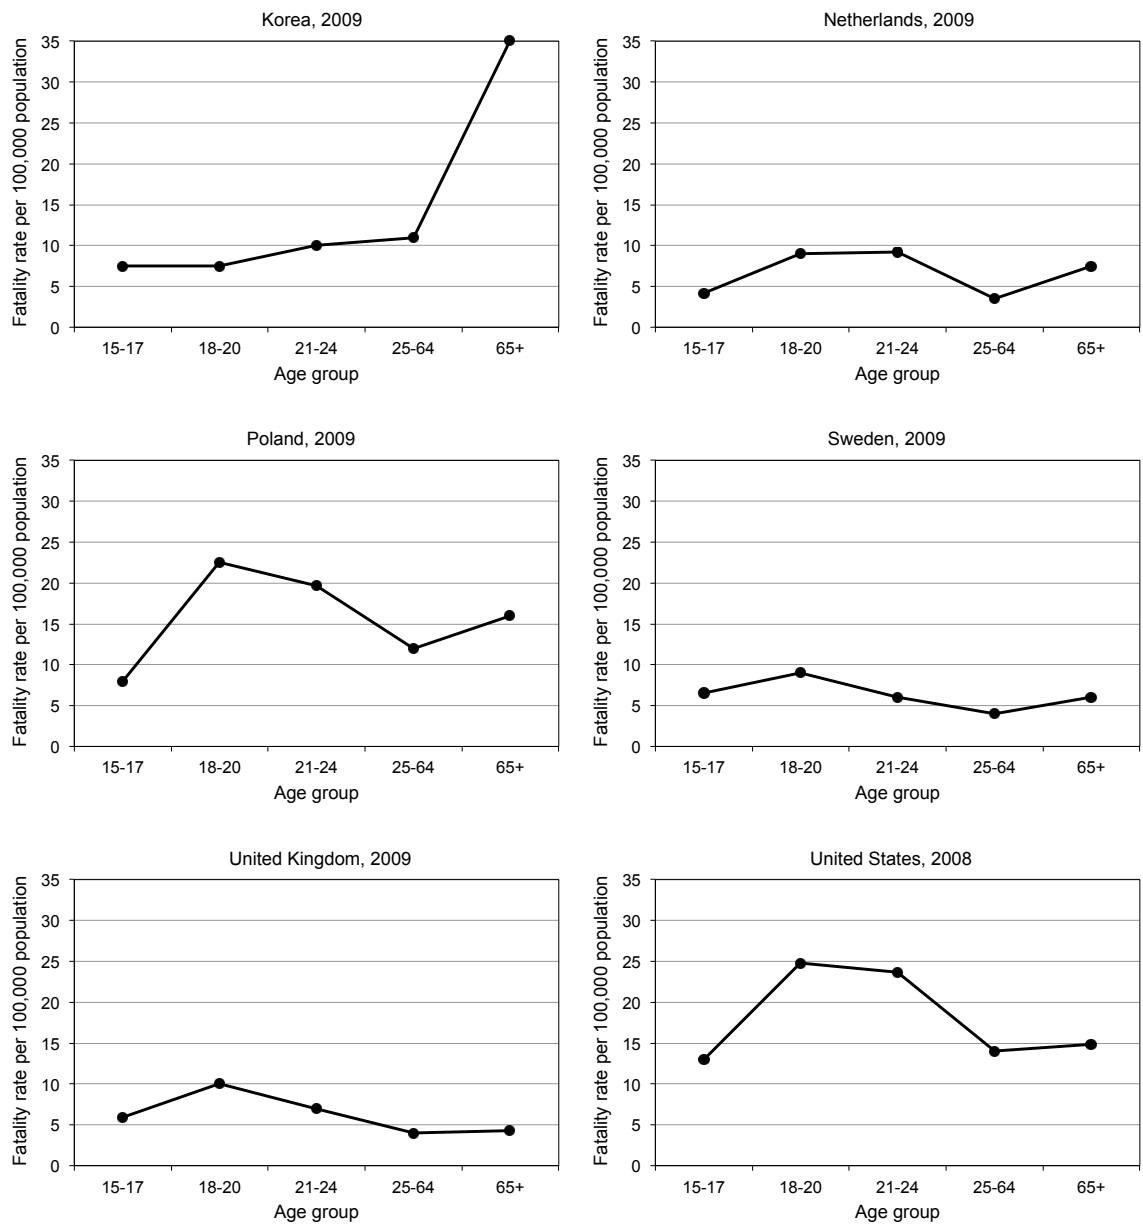 Korea, 2009
Fatality rate per 100,000 population
35
30
25
20
15
10
5
0
15-17 18-20 21-24 25-64 65+
Age group
Netherlands, 2009
Fatality rate per 100,000 population
35
30
25
20
15
10
5
0
15-17 18-20 21-24 25-64 65+
Age group
Poland, 2009
Fatality rate per 100,000 population
35
30
25
20
15
10
5
0
15-17 18-20 21-24 25-64 65+
Age group
Sweden, 2009
Fatality rate per 100,000 population
35
30
25
20
15
10
5
0
15-17 18-20 21-24 25-64 65+
Age group
United Kingdom, 2009
Fatality rate per 100,000 population
35
30
25
20
15
10
5
0
15-17 18-20 21-24 25-64 65+
Age group
United States, 2008
Fatality rate per 100,000 population
35
30
25
20
15
10
5
0
15-17 18-20 21-24 25-64 65+
Age group